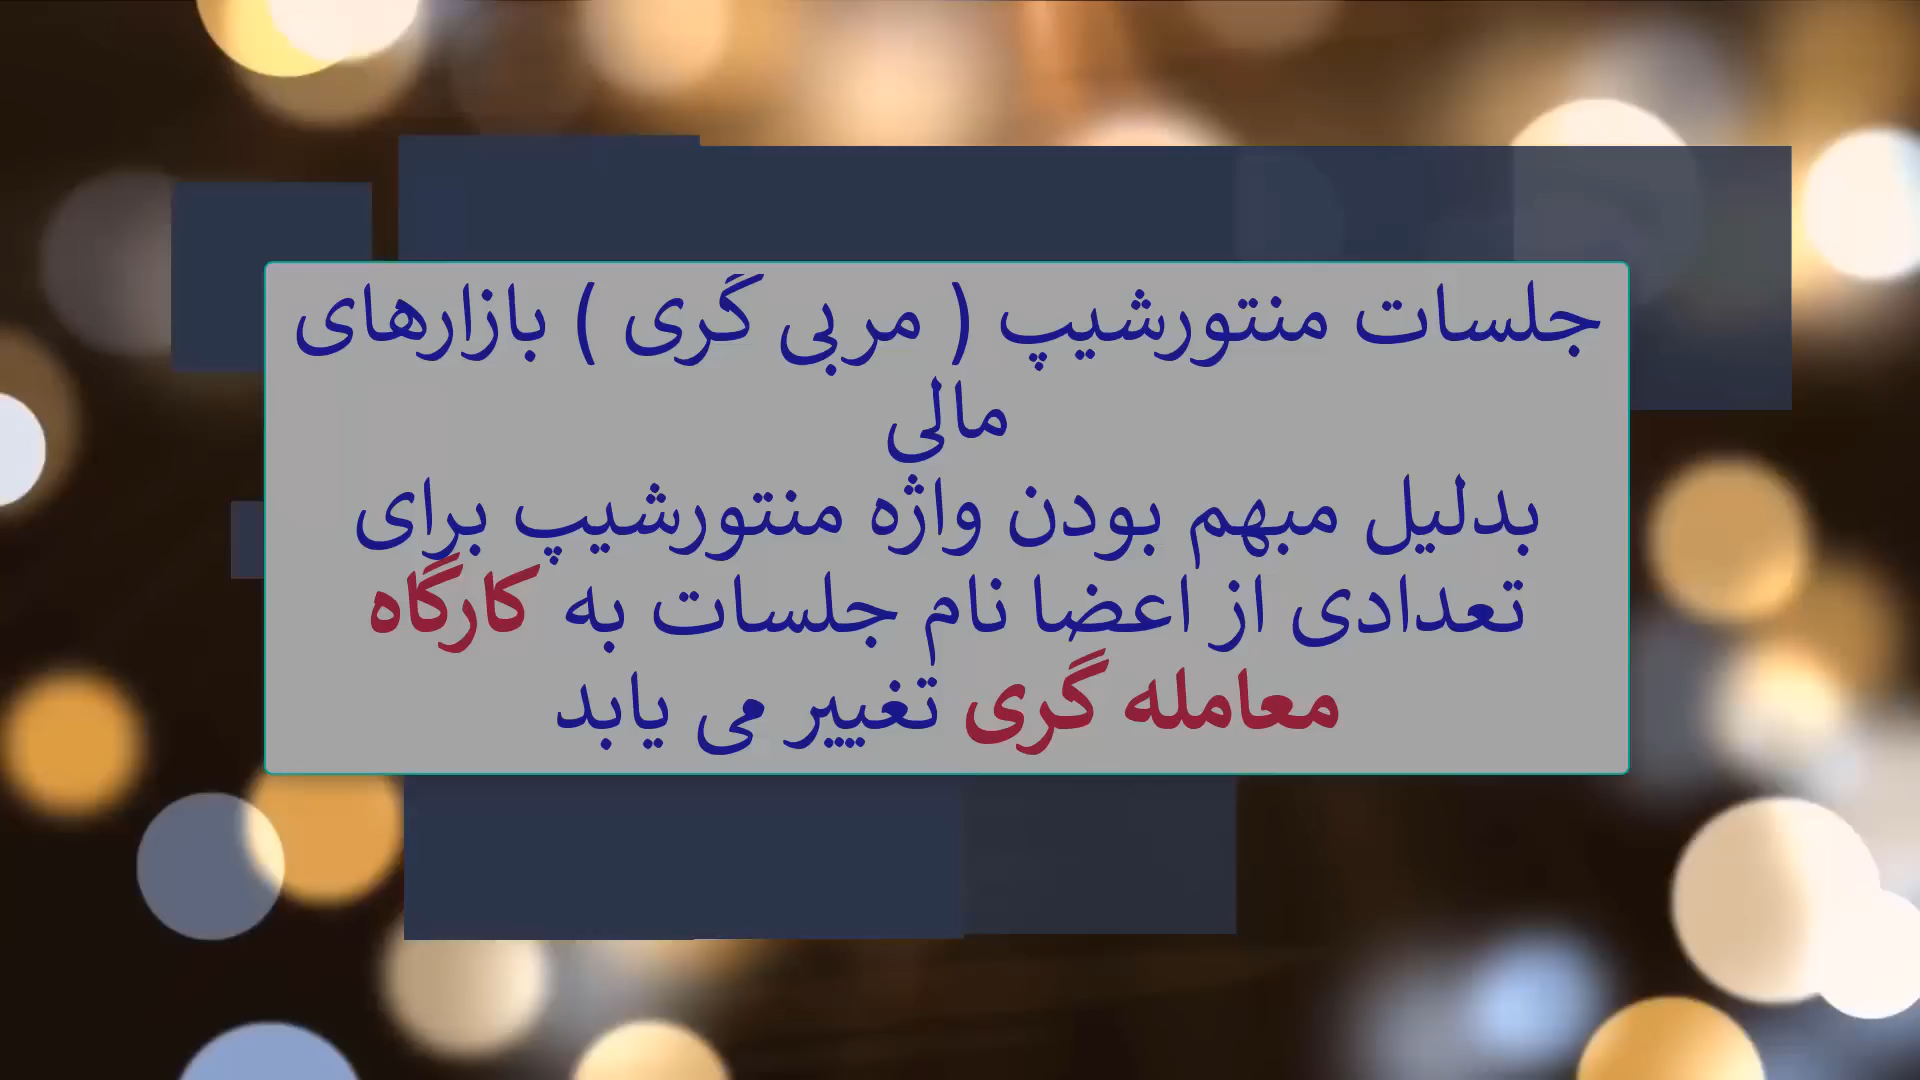 جلسات منتورشیپ ( مربی گری ) بازارهای
مالی
بدلیل مبهم بودن واژه منتورشیپ برای
تعدادی از اعضا نام جلسات به کارگاه
معامله گری تغییر می یابد